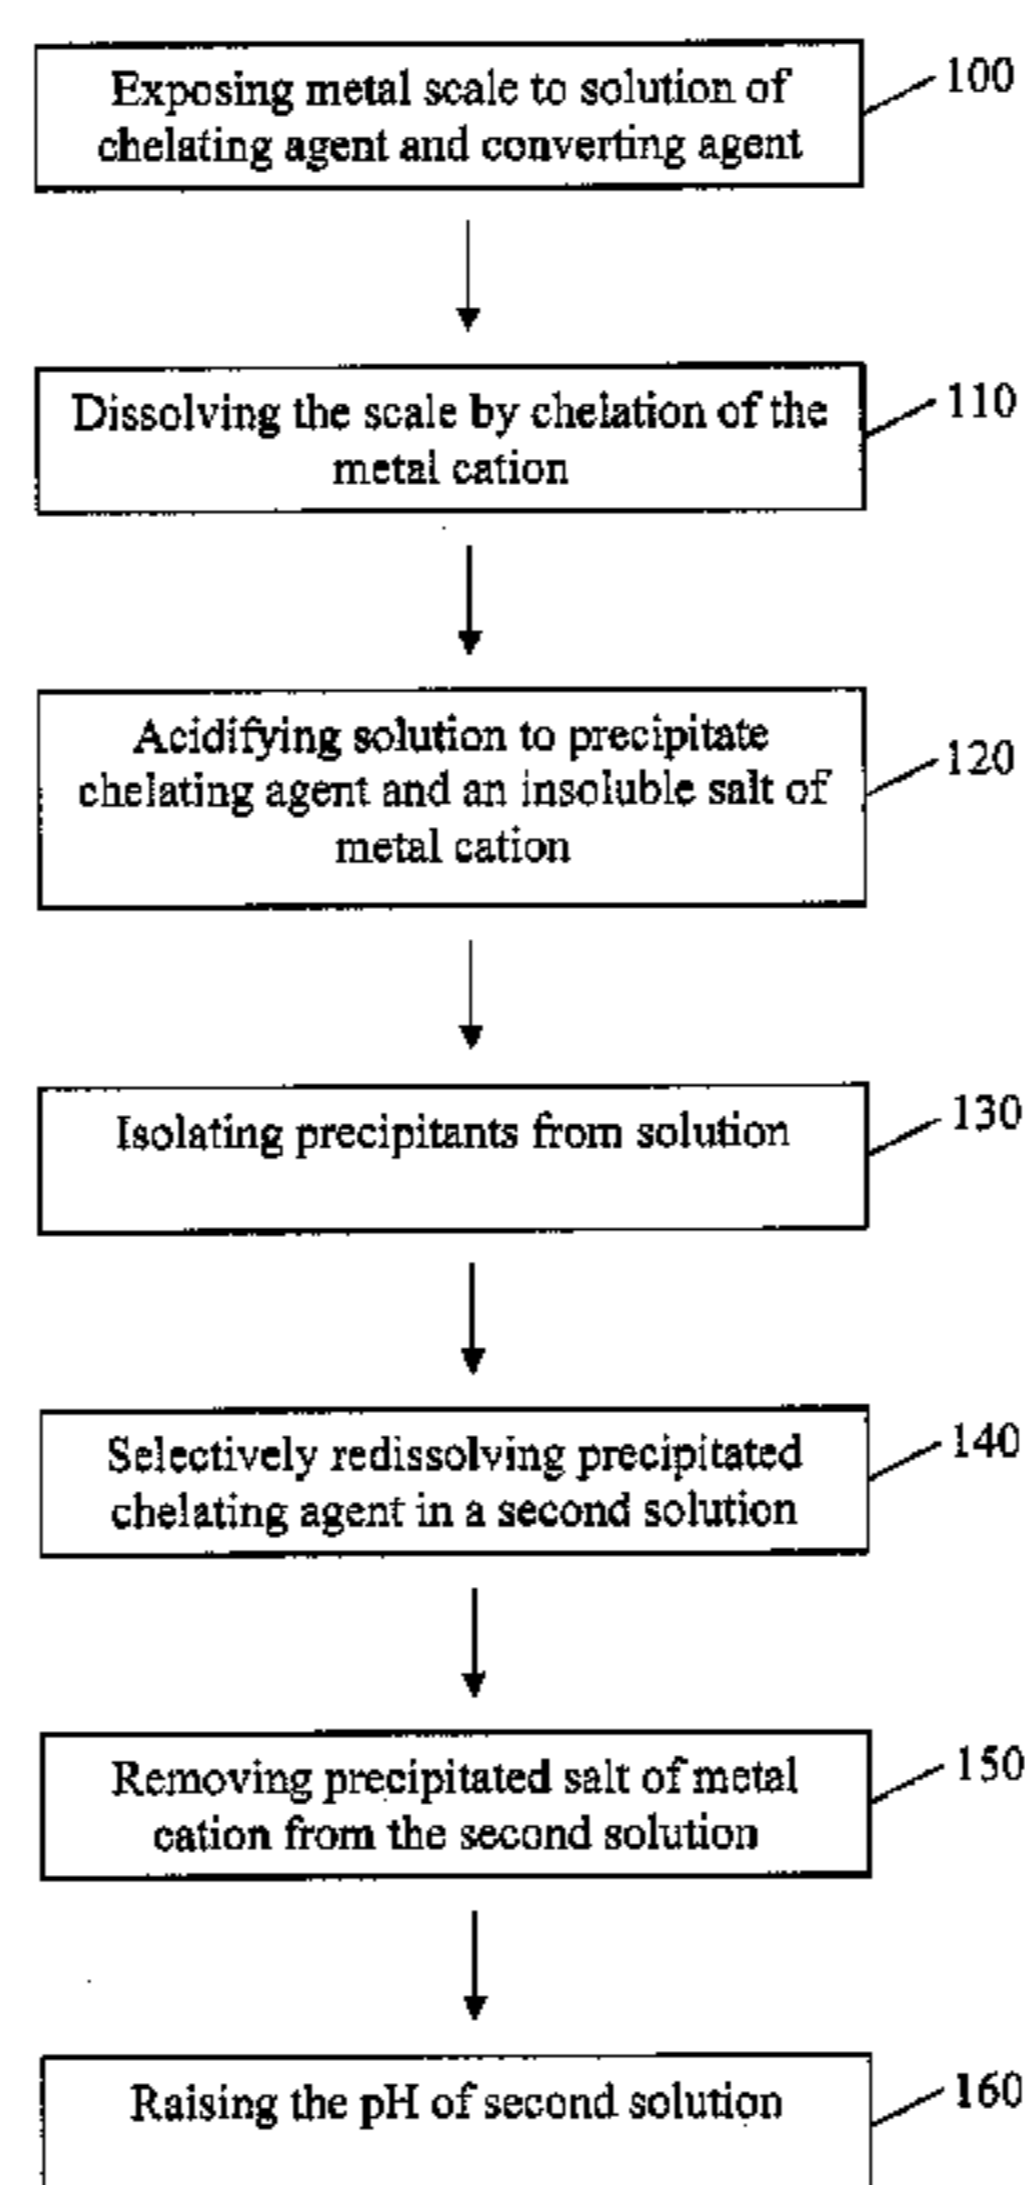 Exposing metal scale to solution of
chelating agent and converting agent
100
Dissolving the scale by chelation of the
metal cation
110
Acidifying solution to precipitate
chelating agent and an insoluble salt of
metal cation
120
Isolating precipitants from solution
130
Selectively redissolving precipitated
chelating agent in a second solution
140
Removing precipitated salt of metal
cation from the second solution
150
Raising the pH of second solution
160